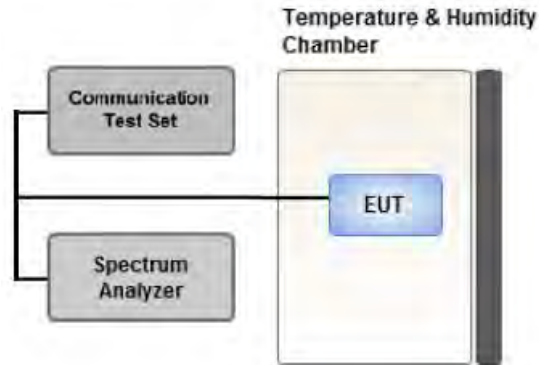 Temperature & Humidity
Chamber
Communication
Test Set
EUT
Spectrum
Analyzer